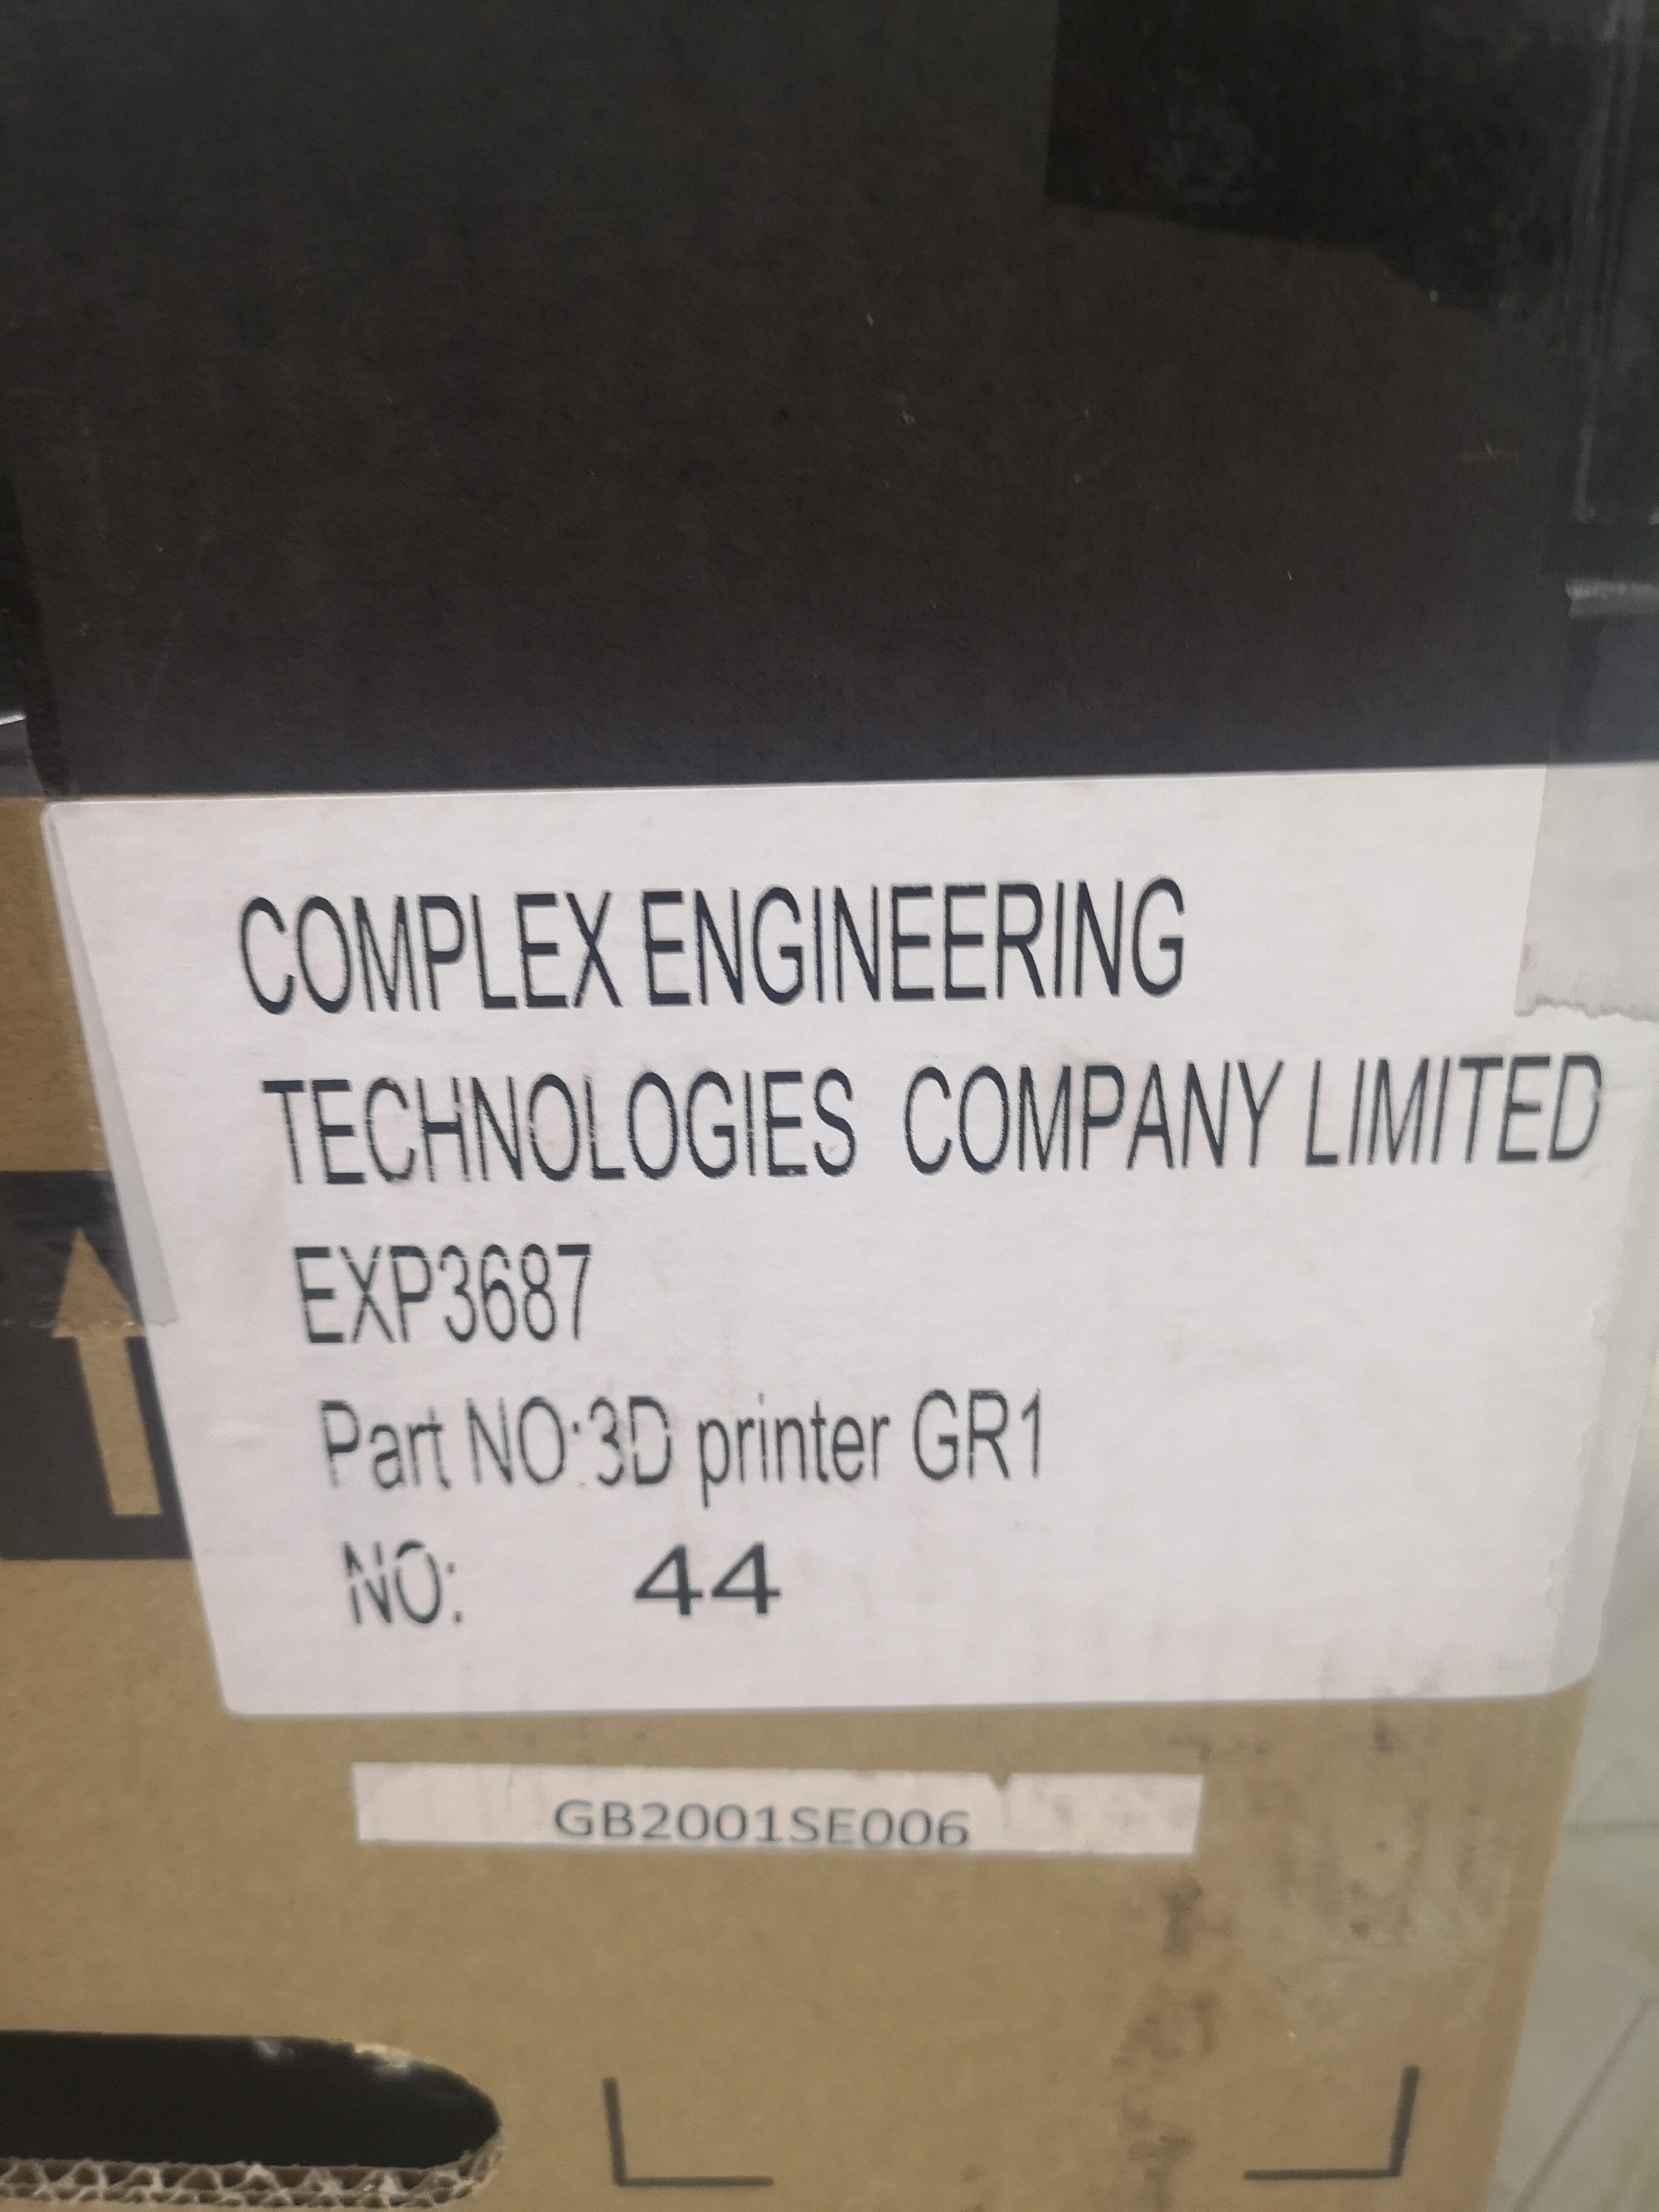 COMPLEX ENGINEERING
TECHNOLOGIES COMPANY LIMITED
EXP3687
Part NO:3D printer GR1
NO: 44
GB2001SE006